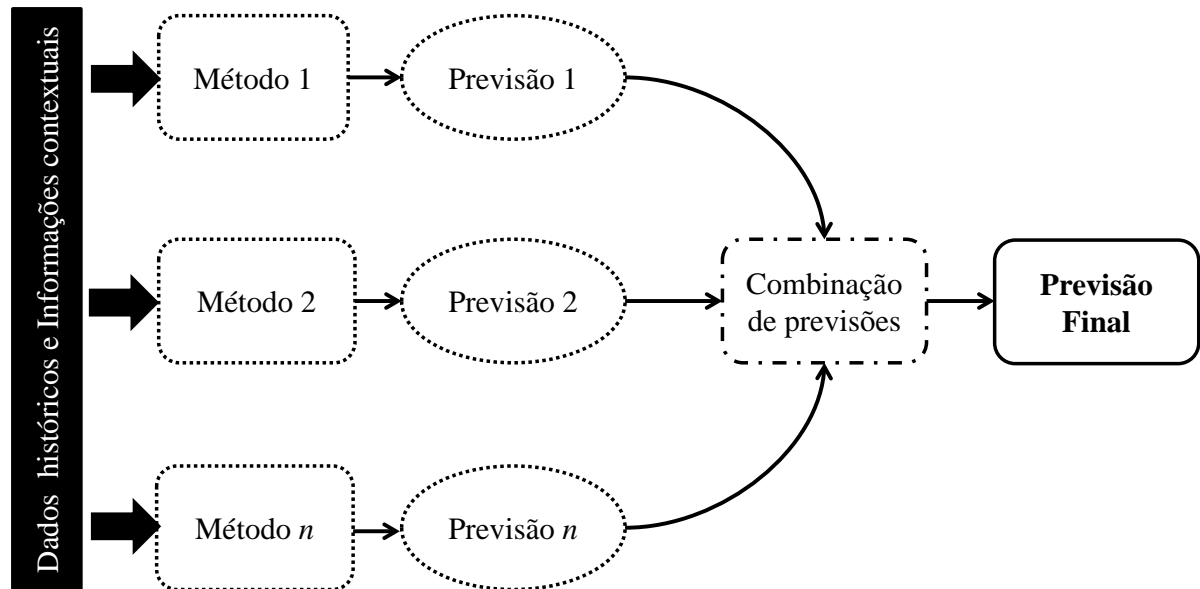 Dados históricos e Informações contextuais
Método 1
Previsão 1
Método 2
Previsão 2
Combinação
de previsões
Previsão
Final
Método n
Previsão n